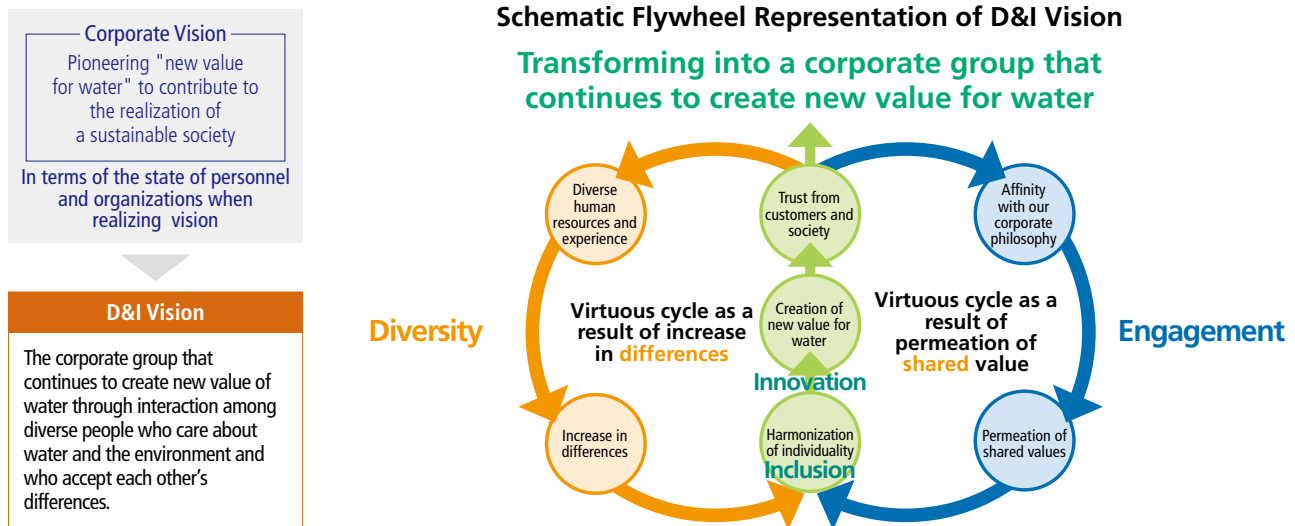 Corporate Vision
Pioneering "new value
for water" to contribute to
the realization of
a sustainable society
In terms of the state of personnel
and organizations when
realizing vision
D&I Vision
The corporate group that
continues to create new value of
water through interaction among
diverse people who care about
water and the environment and
who accept each other's
differences.
Schematic Flywheel Representation of D&I Vision
Transforming into a corporate group that
continues to create new value for water
Diverse
human
resources and
experience
Trust from
customers and
society
Affinity
with our
corporate
philosophy
Diversity
Virtuous cycle as a
result of increase
in differences
Creation of
new value for
water
Virtuous cycle as a
result of
permeation of
shared value
Engagement
Innovation
Increase in
differences
Harmonization
of individuality
Inclusion
Permeation of
shared values